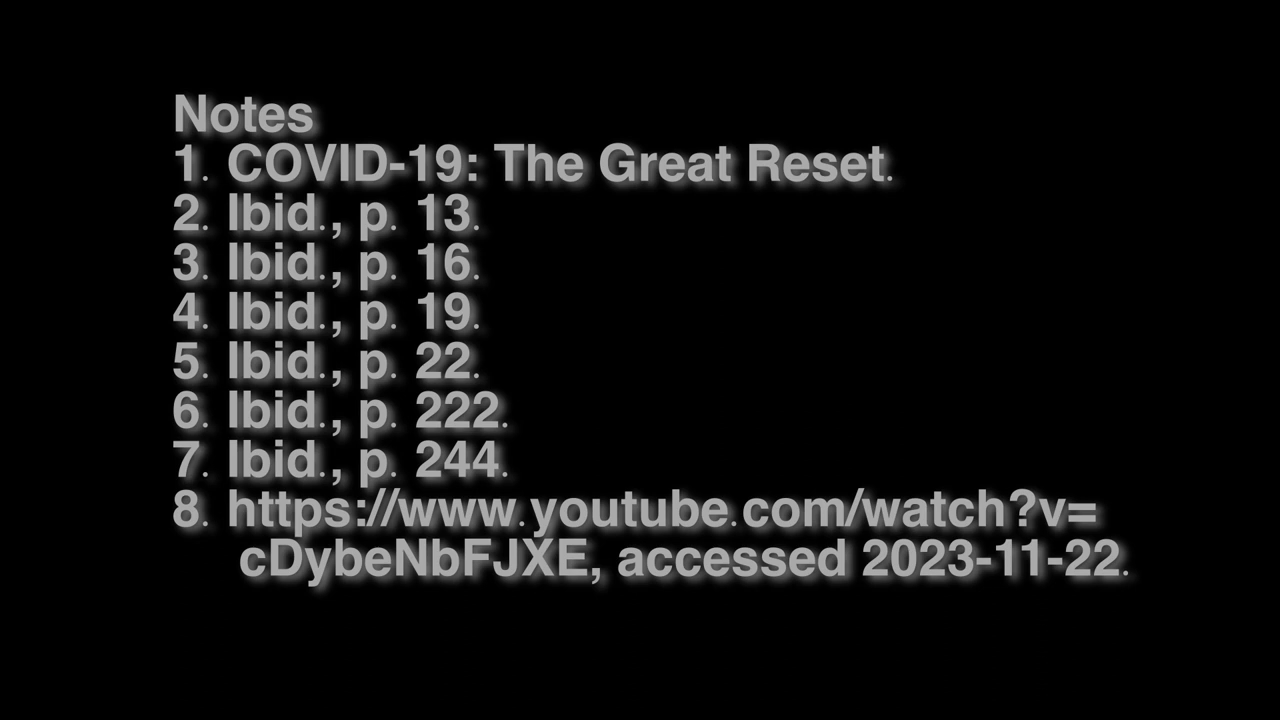 Notes
1. COVID-19: The Great Reset.
2. Ibid., p. 13.
3. Ibid., p. 16.
4. Ibid., p. 19.
5. Ibid., p. 22.
6. Ibid., p. 222.
7. Ibid., p. 244.
8. https://www.youtube.com/watch?v=
cDybeNbFJXE, accessed 2023-11-22.